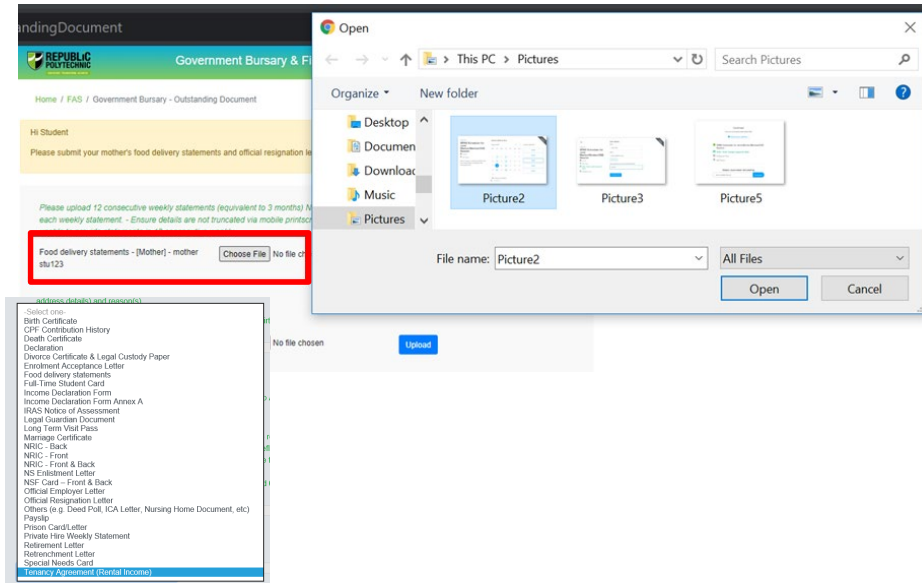 andingDocument
REPUBLIC
POLYTECHNIC
Government Bursary & Fi
Home / FAS / Government Bursary - Outstanding Document
Hi Student
Please submit your mother's food delivery statements and official resignation le
Please upload 12 consecutive weekly statements (equivalent to 3 months) N
each weekly statement. - Ensure details are not truncated via mobile printscr
Food delivery statements - [Mother] - mother
stu123
Choose File No file ch
address details) and reason(s)
No file chosen
Upload
-Select one-
Birth Certificate
CPF Contribution History
Death Certificate
Declaration
Divorce Certificate & Legal Custody Paper
Enrolment Acceptance Letter
Food delivery statements
Full-Time Student Card
Income Declaration Form
Income Declaration Form Annex A
IRAS Notice of Assessment
Legal Guardian Document
Long Term Visit Pass
Marriage Certificate
NRIC - Back
NRIC - Front
NRIC - Front & Back
NS Enlistment Letter
NSF Card – Front & Back
Official Employer Letter
Official Resignation Letter
Others (e.g. Deed Poll, ICA Letter, Nursing Home Document, etc)
Payslip
Prison Card/Letter
Private Hire Weekly Statement
Retirement Letter
Retrenchment Letter
Special Needs Card
Tenancy Agreement (Rental Income)
Open
This PC > Pictures
Search Pictures
Organize
New folder
Desktop
Documen
Downloac
Music
Pictures
Picture2
Picture3
Picture5
File name: Picture2
All Files
Open
Cancel